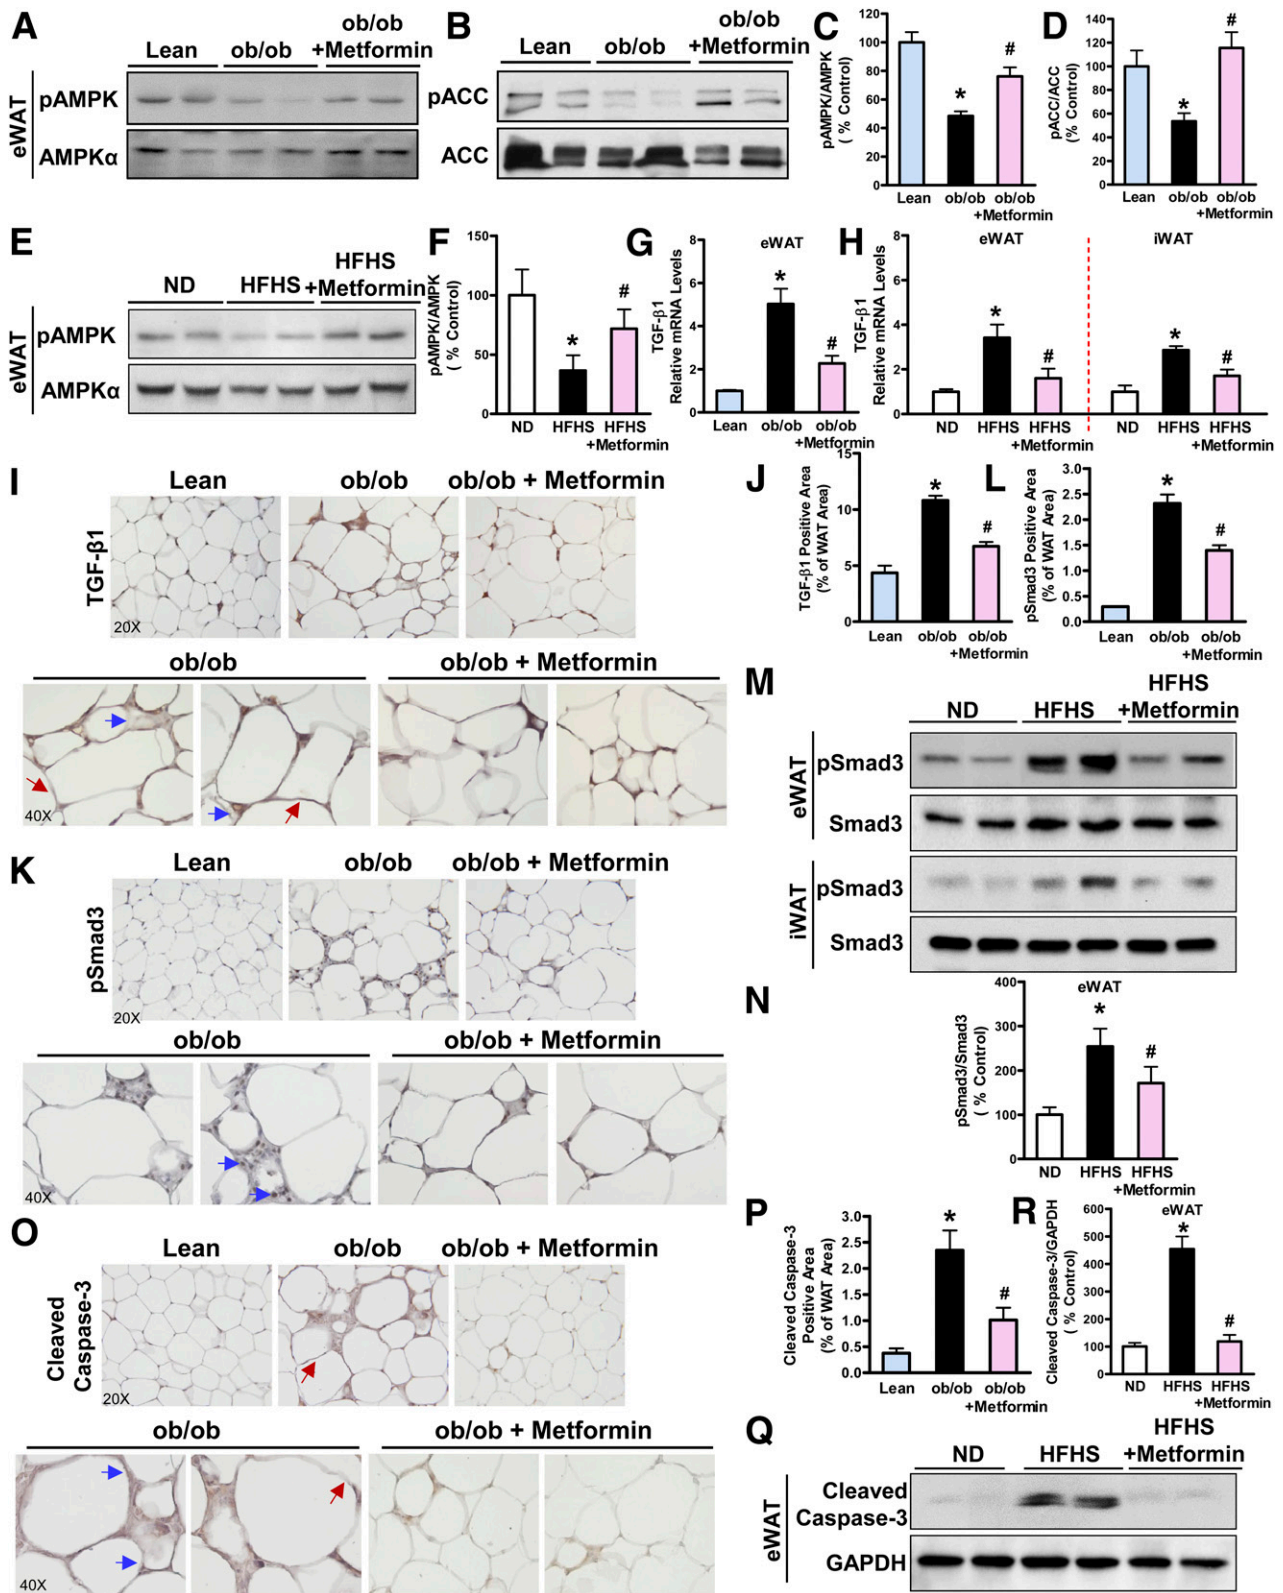 A
Lean
ob/ob
ob/ob
+Metformin
eWAT
pAMPK
AMPKα
B
Lean
ob/ob
ob/ob
+Metformin
pACC
ACC
C
pAMPK/AMPK
( % Control)
120
100
80
60
40
20
0
*
#
Lean
ob/ob
ob/ob
+Metformin
D
pACC/ACC
(% Control)
140
120
100
80
60
40
20
0
*
#
Lean
ob/ob
ob/ob
+Metformin
E
ND
HFHS
HFHS
+Metformin
eWAT
pAMPK
AMPKα
F
pAMPK/AMPK
( % Control)
150
100
50
0
*
#
ND
HFHS
HFHS
+Metformin
G
eWAT
TGF-β1
Relative mRNA Levels
8
6
4
2
0
*
#
Lean
ob/ob
ob/ob
+Metformin
H
eWAT
iWAT
TGF-β1
Relative mRNA Levels
8
6
4
2
0
*
#
*
#
ND
HFHS
HFHS
+Metformin
ND
HFHS
HFHS
+Metformin
I
Lean
ob/ob
ob/ob + Metformin
TGF-β1
20X
ob/ob
ob/ob + Metformin
40X
J
TGF-β1 Positive Area
(% of WAT Area)
15
10
5
0
*
#
Lean
ob/ob
ob/ob
+Metformin
L
pSmad3 Positive Area
(% of WAT Area)
3.0
2.5
2.0
1.5
1.0
0.5
0.0
*
#
Lean
ob/ob
ob/ob
+Metformin
K
Lean
ob/ob
ob/ob + Metformin
pSmad3
20X
ob/ob
ob/ob + Metformin
40X
M
ND
HFHS
HFHS
+Metformin
eWAT
pSmad3
Smad3
iWAT
pSmad3
Smad3
N
eWAT
pSmad3/Smad3
( % Control)
400
300
200
100
0
*
#
ND
HFHS
HFHS
+Metformin
O
Lean
ob/ob
ob/ob + Metformin
Cleaved
Caspase-3
20X
ob/ob
ob/ob + Metformin
40X
P
Cleaved Caspase-3
Positive Area
(% of WAT Area)
3.0
2.5
2.0
1.5
1.0
0.5
0.0
*
#
Lean
ob/ob
ob/ob
+Metformin
R
eWAT
Cleaved Caspase-3/GAPDH
( % Control)
600
500
400
300
200
100
0
*
#
ND
HFHS
HFHS
+Metformin
Q
ND
HFHS
HFHS
+Metformin
eWAT
Cleaved
Caspase-3
GAPDH